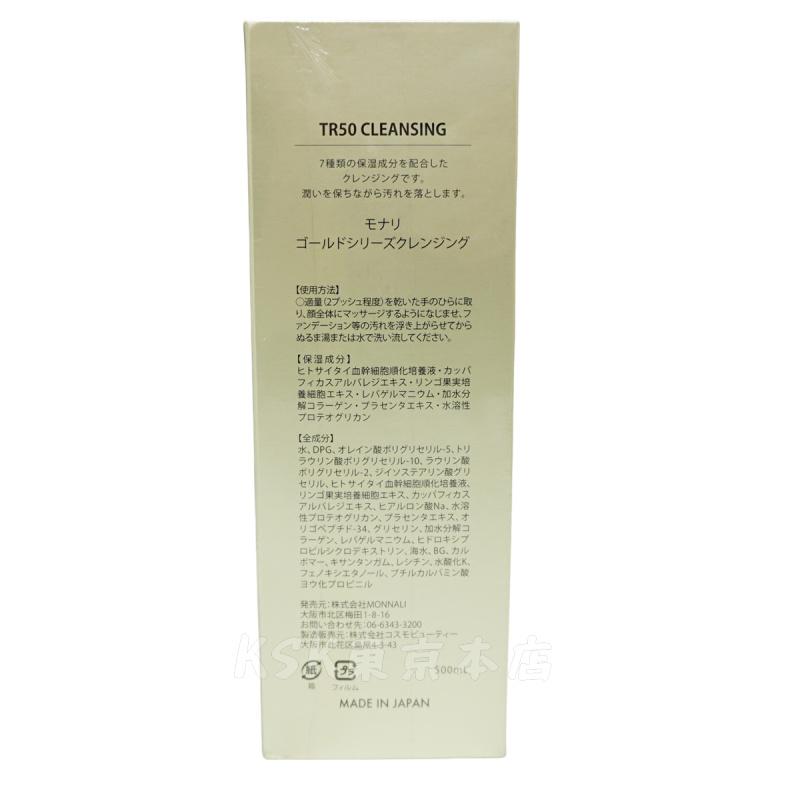 TR50 CLEANSING
7種類の保湿成分を配合した
クレンジングです。
潤いを保ちながら汚れを落とします。
モナリ
ゴールドシリーズクレンジング
【使用方法】
○適量(2プッシュ程度)を乾いた手のひらに取
り、顔全体にマッサージするようになじませ、フ
ァンデーション等の汚れを浮き上がらせてから
ぬるま湯または水で洗い流してください。
【保湿成分】
ヒトサイタイ血幹細胞順化培養液・カッパ
フィカスアルバレジエキス・リンゴ果実培
養細胞エキス・レパゲルマニウム・加水分
解コラーゲン・プラセンタエキス・水溶性
プロテオグリカン
【全成分】
水、DPG、オレイン酸ポリグリセリル-5、トリ
ラウリン酸ポリグリセリル-10、ラウリン酸
ポリグリセリル-2、ジイソステアリン酸グリ
セリル、ヒトサイタイ血幹細胞順化培養液、
リンゴ果実培養細胞エキス、カッパフィカス
アルバレジエキス、ヒアルロン酸Na、水溶
性プロテオグリカン、プラセンタエキス、オ
リゴペプチド-34、グリセリン、加水分解コ
ラーゲン、レパゲルマニウム、ヒドロキシプ
ロピルシクロデキストリン、海水、BG、カル
ボマー、キサンタンガム、レシチン、水酸化K、
フェノキシエタノール、ブチルカルバミン酸
ヨウ化プロピニル
発売元：株式会社MONNALI
大阪市北区梅田1-8-16
お問い合わせ先：06-6343-3200
製造販売元：株式会社コスモビューティー
大阪市此花区島屋4-3-43
KSK東京本店
紙
箱
プラ
フィルム
500mL
MADE IN JAPAN